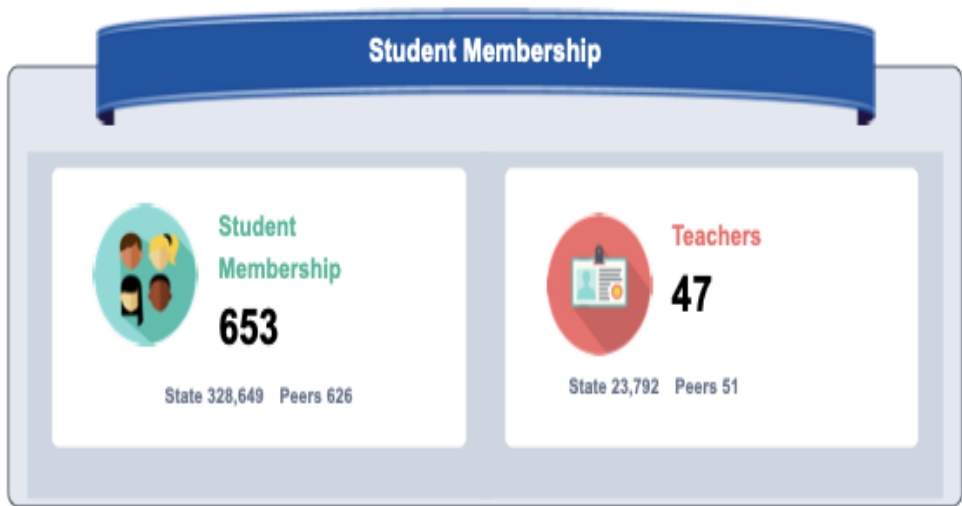 Student Membership
Student
Membership
653
State 328,649 Peers 626
Teachers
47
State 23,792 Peers 51